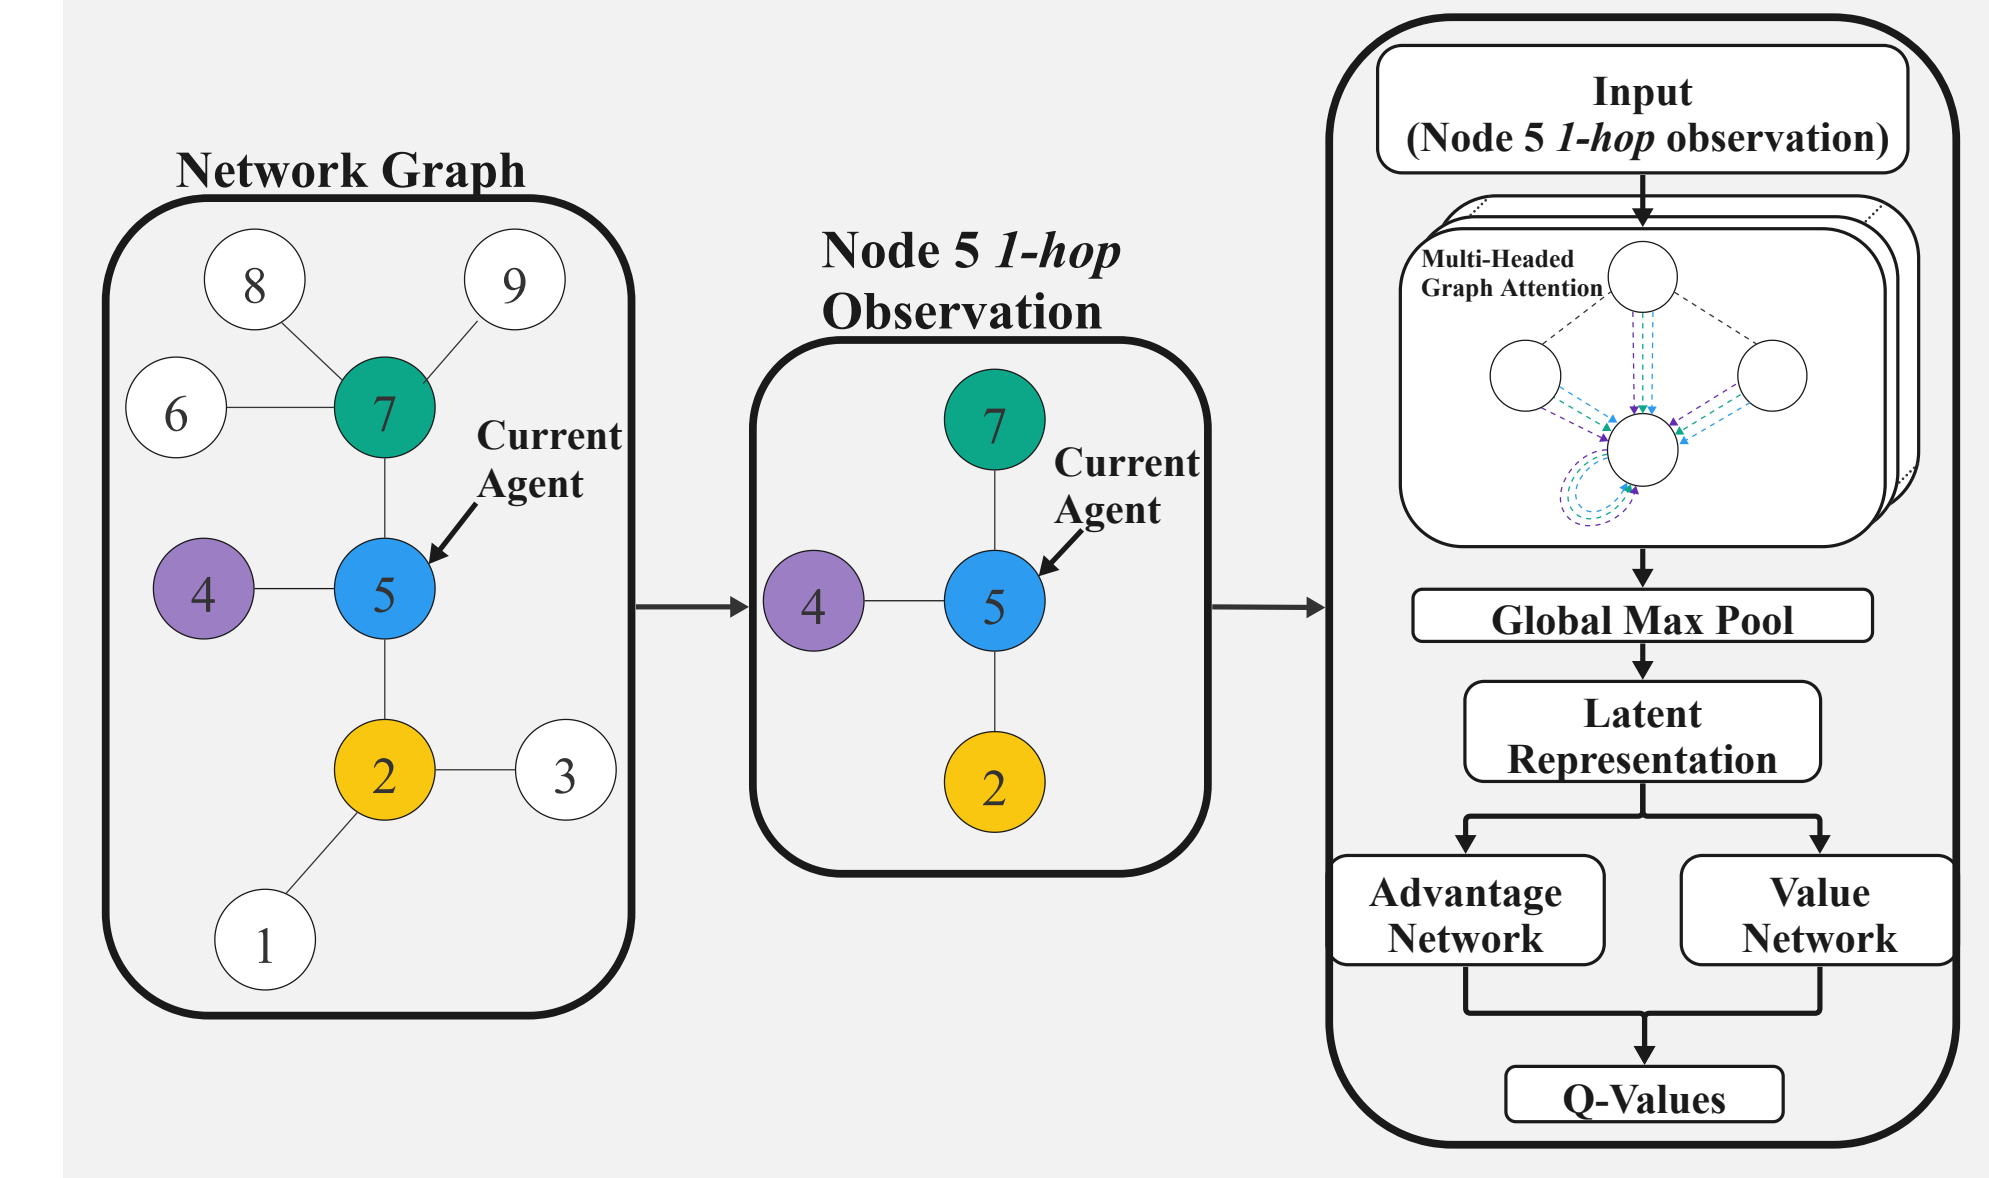 Network Graph
8
9
6
7
Current
Agent
4
5
2
3
1
Node 5 1-hop
Observation
7
Current
Agent
4
5
2
Input
(Node 5 1-hop observation)
Multi-Headed
Graph Attention
Global Max Pool
Latent
Representation
Advantage
Network
Value
Network
Q-Values